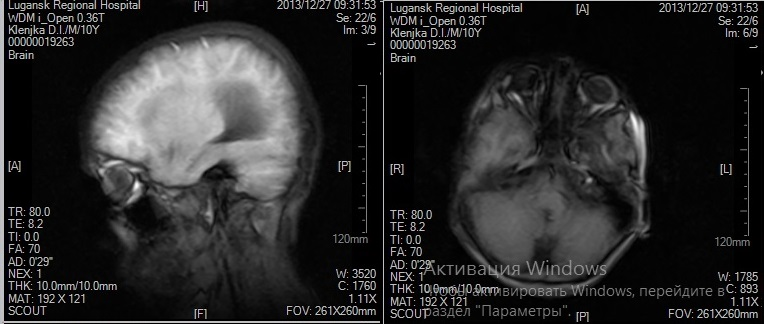 Lugansk Regional Hospital
WDM i_Open 0.36T
Klenjka D.I./M/10Y
00000019263
Brain
[H]
2013/12/27 09:31:53
Se: 22/6
Im: 3/9
[A]
[P]
TR: 80.0
TE: 8.2
TI: 0.0
FA: 70
AD: 0'29"
NEX: 1
THK: 10.0mm/10.0mm
MAT: 192 X 121
SCOUT
[F]
120mm
W: 3520
C: 1760
1.11X
FOV: 261X260mm
Lugansk Regional Hospital
WDM i_Open 0.36T
Klenjka D.I./M/10Y
00000019263
Brain
[A]
2013/12/27 09:31:53
Se: 22/6
Im: 6/9
[R]
[L]
TR: 80.0
TE: 8.2
TI: 0.0
FA: 70
AD: 0'29"
NEX: 1
THK: 10.0mm/10.0mm
MAT: 192 X 121
SCOUT
[P]
120mm
W: 1785
C: 893
1.11X
FOV: 261X260mm
Активация Windows
Чтобы активировать Windows, перейдите в
раздел "Параметры".